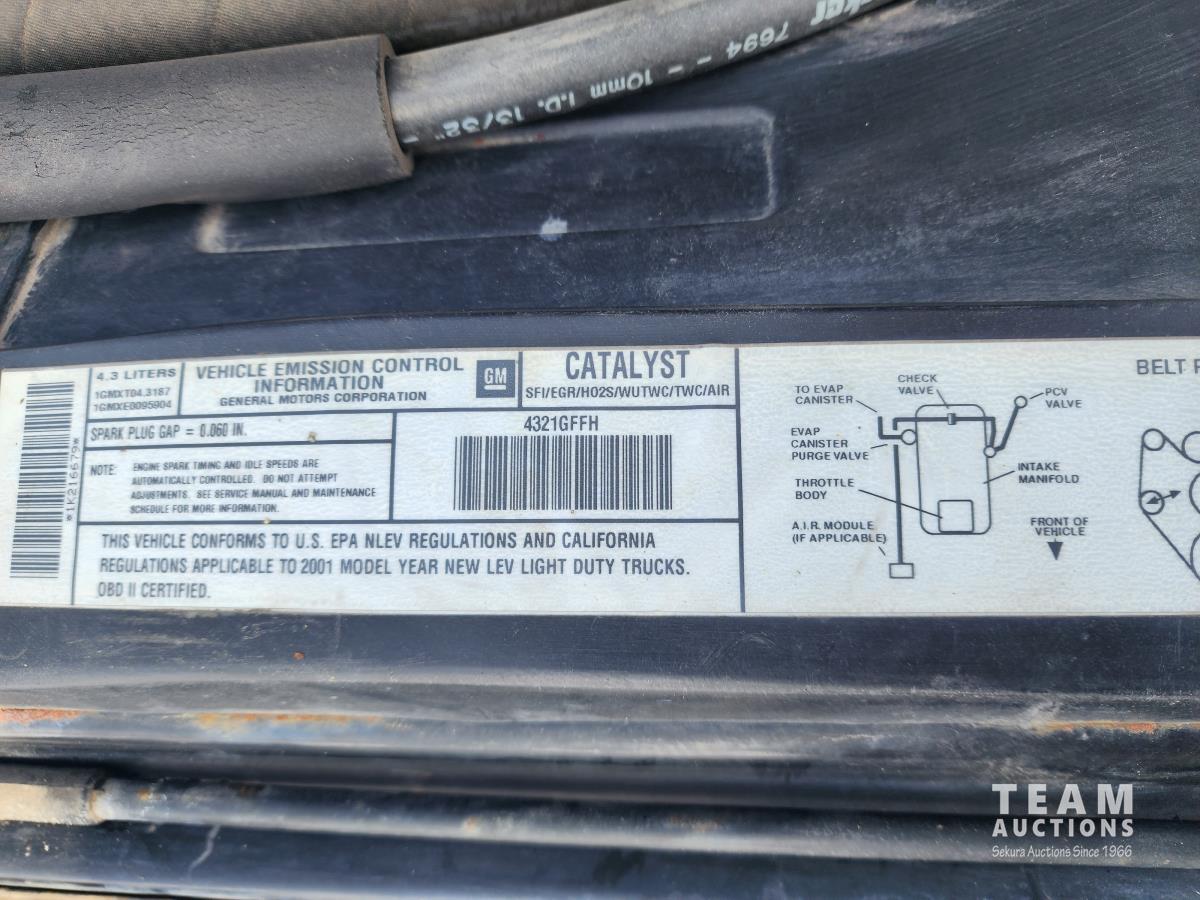 cker
7694 - - 10mm I.D. 13/32" -
*1K216679*
4.3 LITERS
1GMXT04.3187
1GMXE0095904
VEHICLE EMISSION CONTROL
INFORMATION
GENERAL MOTORS CORPORATION
GM
CATALYST
SFI/EGR/HO2S/WUTWC/TWC/AIR
SPARK PLUG GAP = 0.060 IN.
NOTE: ENGINE SPARK TIMING AND IDLE SPEEDS ARE
AUTOMATICALLY CONTROLLED. DO NOT ATTEMPT
ADJUSTMENTS. SEE SERVICE MANUAL AND MAINTENANCE
SCHEDULE FOR MORE INFORMATION.
4321GFFH
THIS VEHICLE CONFORMS TO U.S. EPA NLEV REGULATIONS AND CALIFORNIA
REGULATIONS APPLICABLE TO 2001 MODEL YEAR NEW LEV LIGHT DUTY TRUCKS.
OBD II CERTIFIED.
TO EVAP
CANISTER
CHECK
VALVE
PCV
VALVE
EVAP
CANISTER
PURGE VALVE
THROTTLE
BODY
INTAKE
MANIFOLD
A.I.R. MODULE
(IF APPLICABLE)
FRONT OF
VEHICLE
BELT
TEAM
AUCTIONS
Sekura Auctions Since 1966